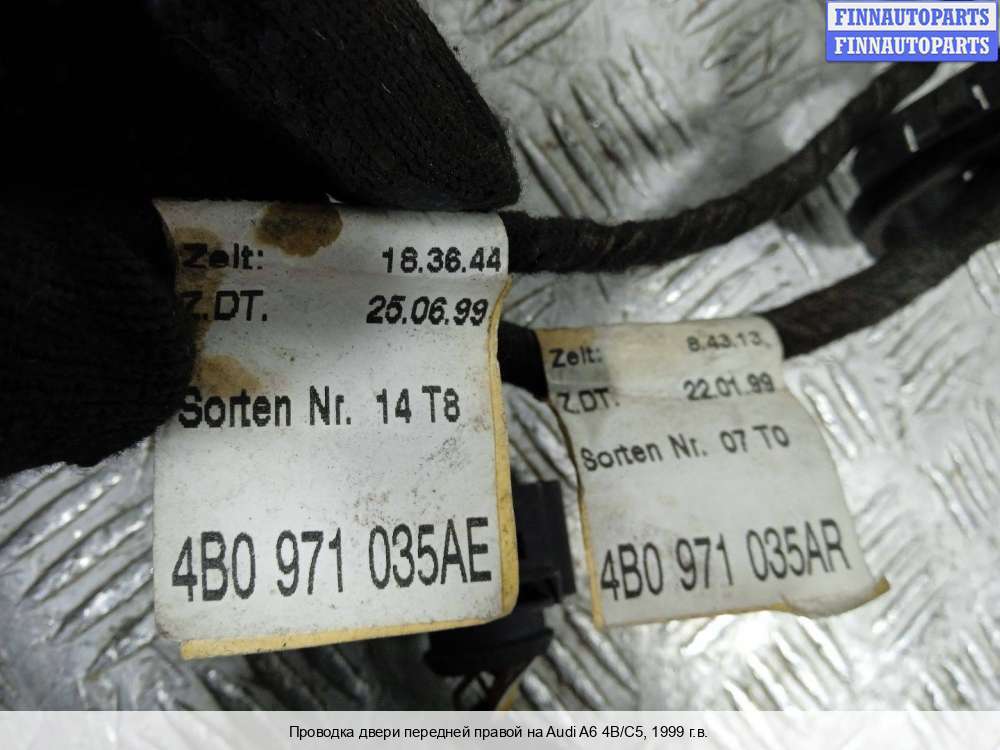 FINNAUTOPARTS
FINNAUTOPARTS
Zeit: 18.36.44
Z.DT. 25.06.99
Sorten Nr. 14 T8
4B0 971 035AE
Zeit: 8.43.13
Z.DT. 22.01.99
Sorten Nr. 07 T0
4B0 971 035AR
Проводка двери передней правой на Audi A6 4B/C5, 1999 г.в.